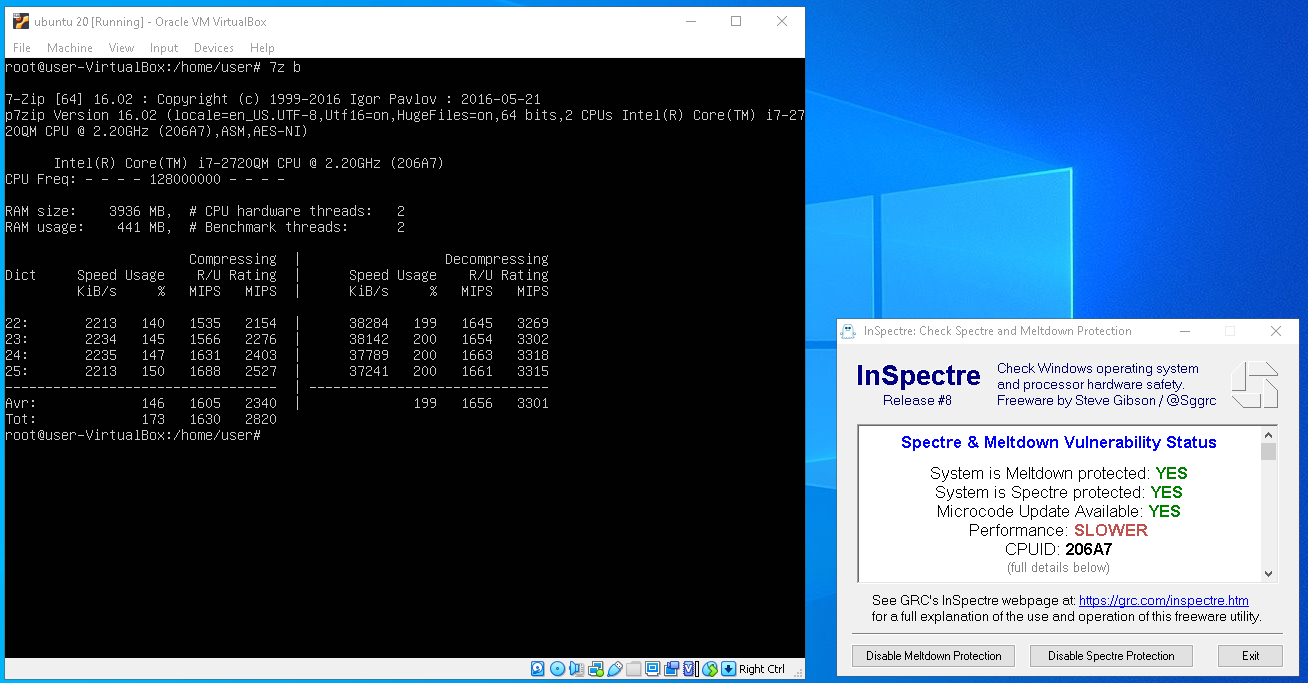 ubuntu 20 [Running] - Oracle VM VirtualBox
File Machine View Input Devices Help
root@user-VirtualBox:/home/user# 7z b
7-Zip [64] 16.02 : Copyright (c) 1999-2016 Igor Pavlov : 2016-05-21
p7zip Version 16.02 (locale=en_US.UTF-8,Utf16=on,HugeFiles=on,64 bits,2 CPUs Intel(R) Core(TM) i7-27
20QM CPU @ 2.20GHz (206A7),ASM,AES-NI)
Intel(R) Core(TM) i7-2720QM CPU @ 2.20GHz (206A7)
CPU Freq: - - - - 128000000 - - - -
RAM size: 3936 MB, # CPU hardware threads: 2
RAM usage: 441 MB, # Benchmark threads: 2
Compressing | Decompressing
Dict Speed Usage R/U Rating | Speed Usage R/U Rating
KiB/s % MIPS MIPS | KiB/s % MIPS MIPS
22: 2213 140 1535 2154 | 38284 199 1645 3269
23: 2234 145 1566 2276 | 38142 200 1654 3302
24: 2235 147 1631 2403 | 37789 200 1663 3318
25: 2213 150 1688 2527 | 37241 200 1661 3315
---------------------------------- | ------------------------------
Avr: 146 1605 2340 | 199 1656 3301
Tot: 173 1630 2820
root@user-VirtualBox:/home/user#
Right Ctrl
InSpectre: Check Spectre and Meltdown Protection
InSpectre
Release #8
Check Windows operating system
and processor hardware safety.
Freeware by Steve Gibson / @Sggrc
Spectre & Meltdown Vulnerability Status
System is Meltdown protected: YES
System is Spectre protected: YES
Microcode Update Available: YES
Performance: SLOWER
CPUID: 206A7
(full details below)
See GRC's InSpectre webpage at: https://grc.com/inspectre.htm
for a full explanation of the use and operation of this freeware utility.
Disable Meltdown Protection Disable Spectre Protection Exit